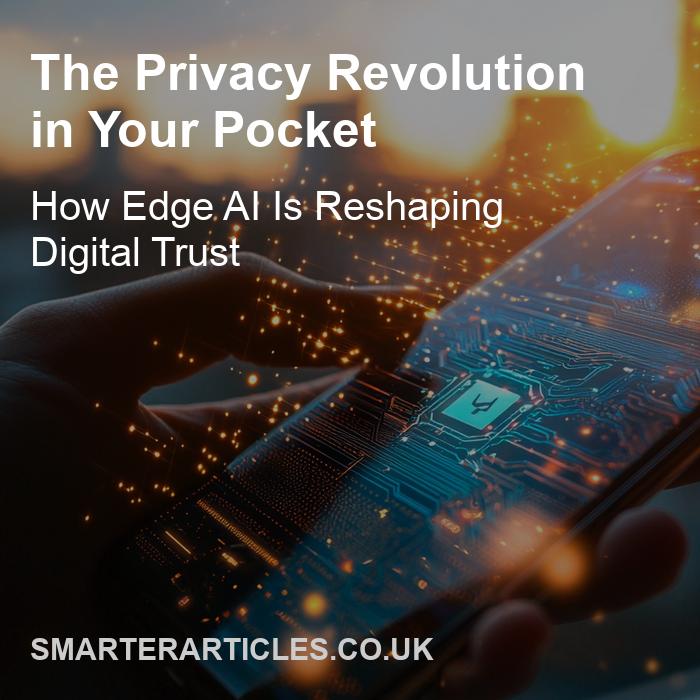 The Privacy Revolution
in Your Pocket
How Edge AI Is Reshaping
Digital Trust
SMARTERARTICLES.CO.UK